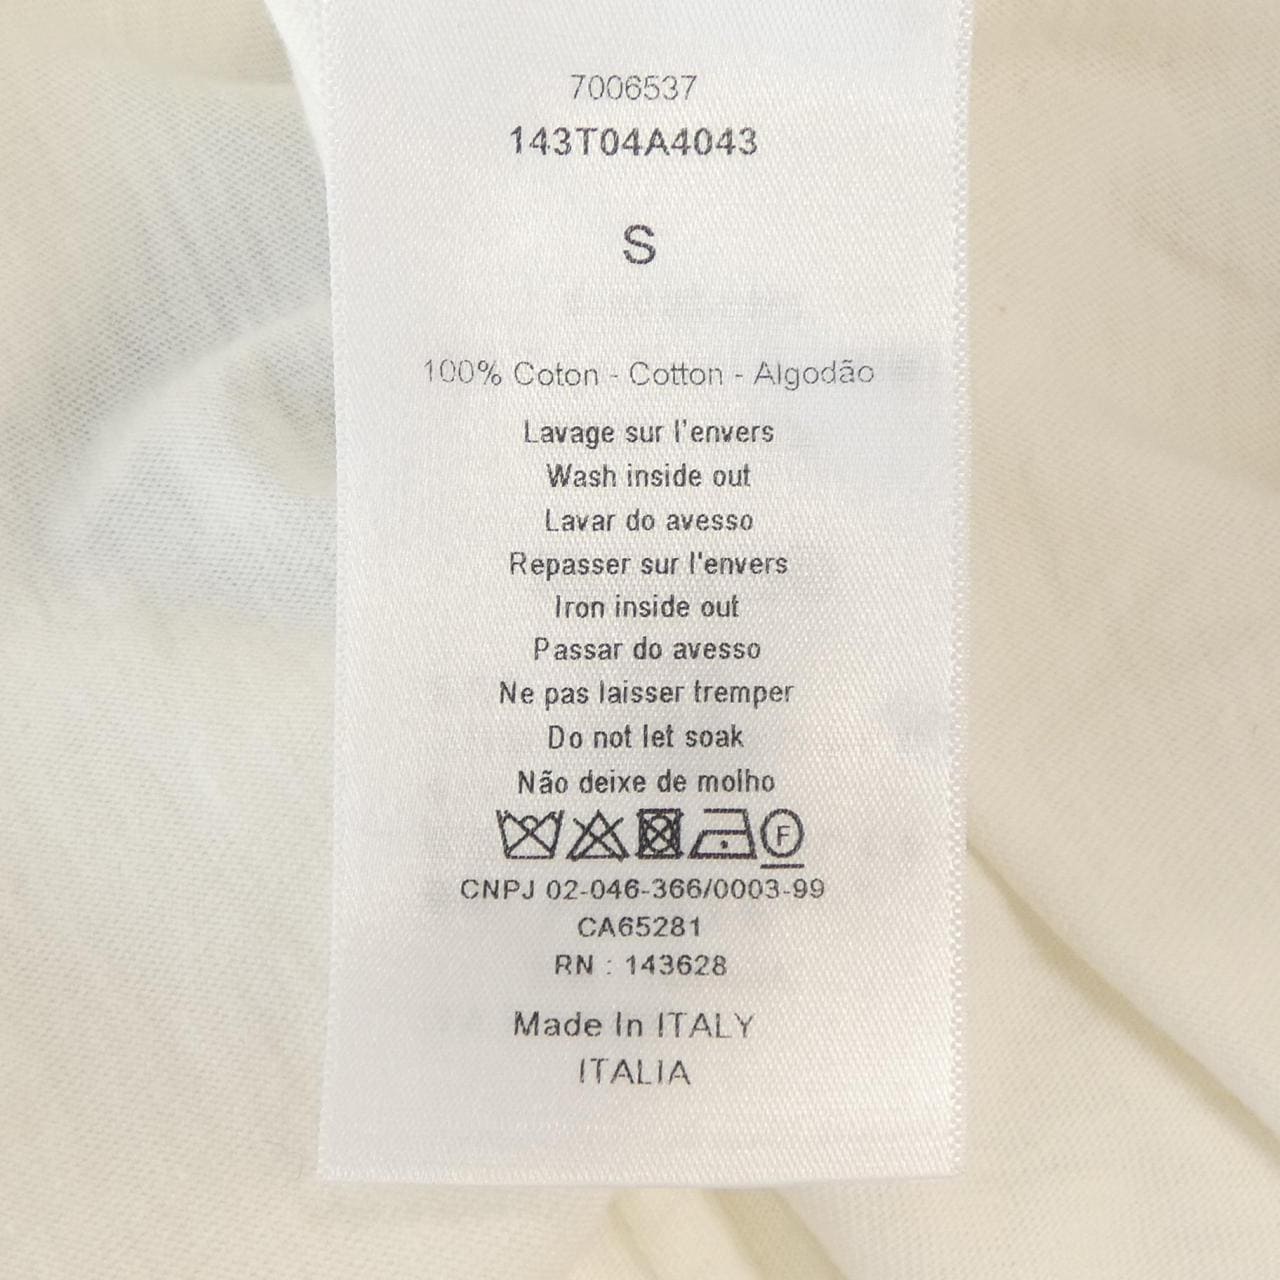 7006537
143T04A4043
S
100% Coton - Cotton - Algodão
Lavage sur l'envers
Wash inside out
Lavar do avesso
Repasser sur l'envers
Iron inside out
Passar do avesso
Ne pas laisser tremper
Do not let soak
Não deixe de molho
F
CNPJ 02-046-366/0003-99
CA65281
RN : 143628
Made In ITALY
ITALIA